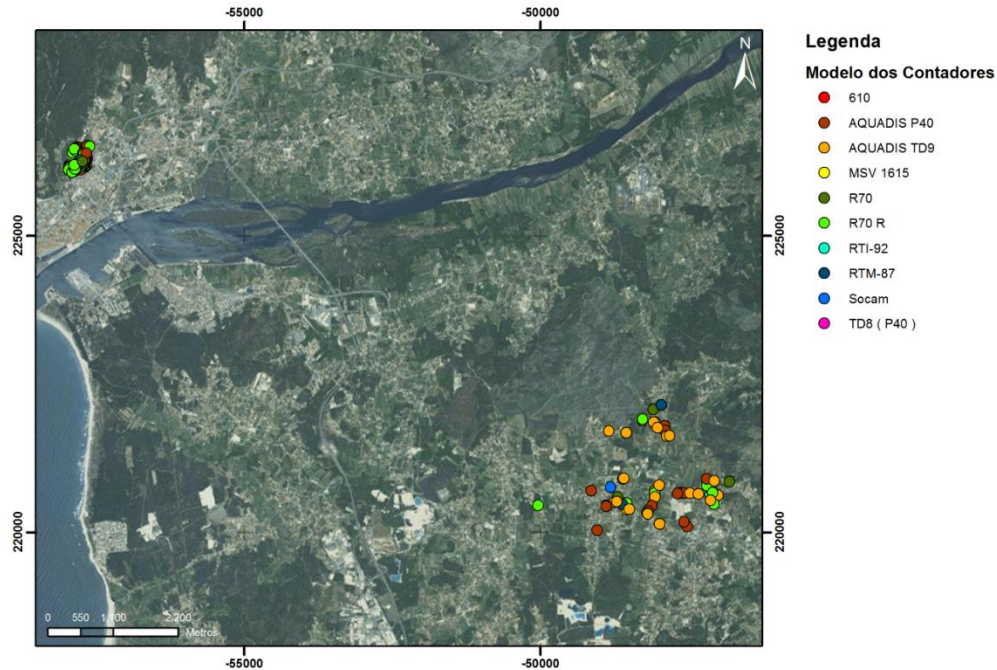 -55000 -50000
N
225000 225000
220000 220000
0 550 1.100 2.200
Metros
-55000 -50000
Legenda
Modelo dos Contadores
610
AQUADIS P40
AQUADIS TD9
MSV 1615
R70
R70 R
RTI-92
RTM-87
Socam
TD8 ( P40 )